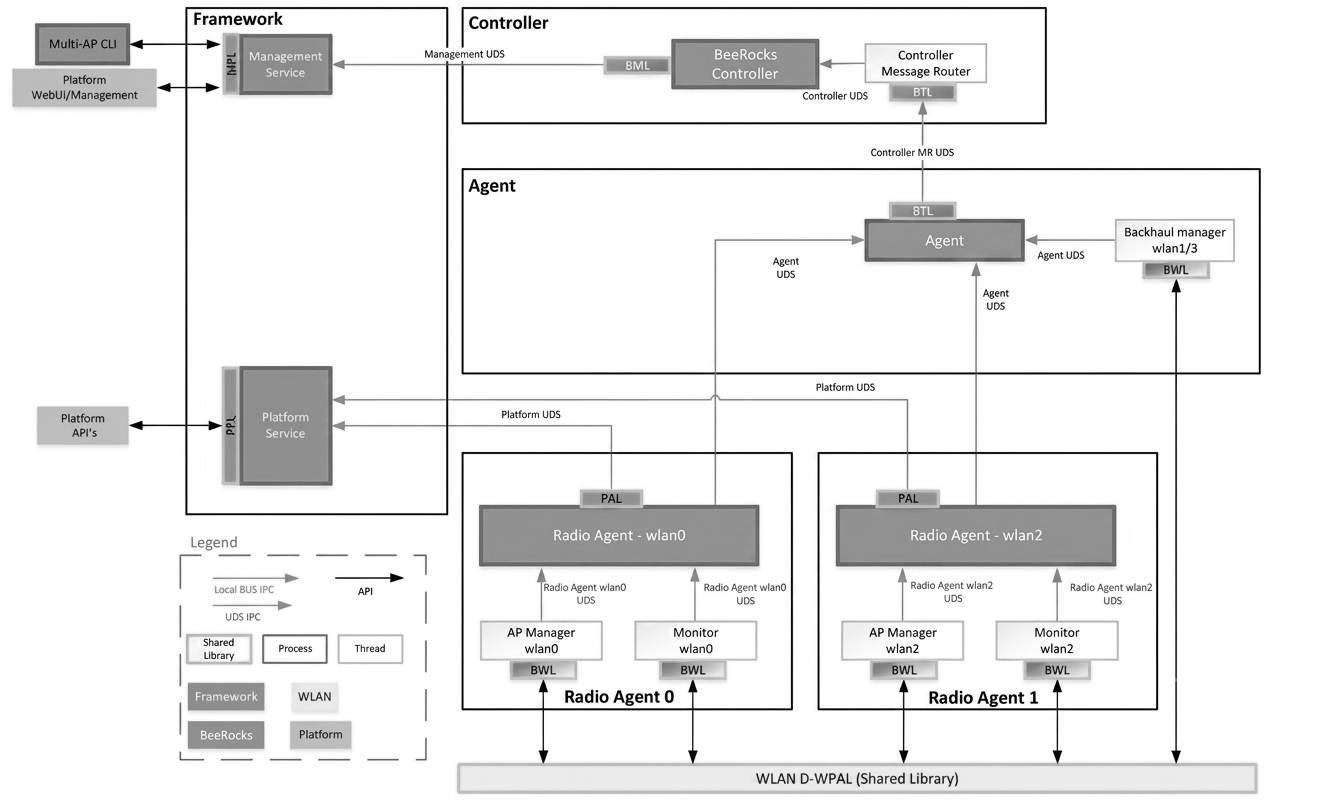 Framework
Multi-AP CLI
Platform
WebUi/Management
Management
Service
Management UDS
Controller
BML
BeeRocks
Controller
Controller UDS
Controller
Message Router
BTL
Controller MR UDS
Agent
BTL
Agent
Agent
UDS
Agent UDS
Backhaul manager
wlan1/3
BWL
Agent
UDS
Platform UDS
Platform UDS
Platform
API's
Platform
Service
PAL
Radio Agent - wlan0
Radio Agent wlan0
UDS
Radio Agent wlan0
UDS
AP Manager
wlan0
BWL
Monitor
wlan0
BWL
Radio Agent 0
PAL
Radio Agent - wlan2
Radio Agent wlan2
UDS
Radio Agent wlan2
UDS
AP Manager
wlan2
BWL
Monitor
wlan2
BWL
Radio Agent 1
WLAN D-WPAL (Shared Library)
Legend
Local BUS IPC
API
UDS IPC
Shared
Library
Process
Thread
Framework
WLAN
BeeRocks
Platform